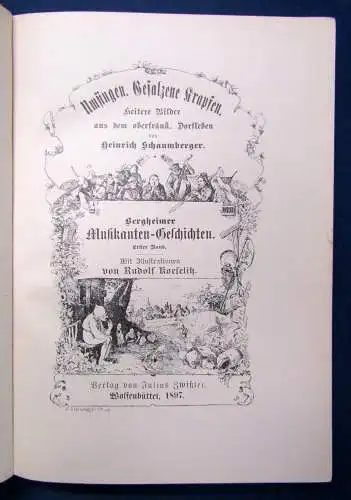 Umsingen. Gesalzene Krapfen.
Heitere Bilder
aus dem oberfränk. Dorfleben
von
Heinrich Schaumberger.
Bergheimer
Musikanten-Geschichten.
Erster Band.
Mit Illustrationen
von Rudolf Koeselitz.
Verlag von Julius Zwißler.
Wolfenbüttel, 1897.